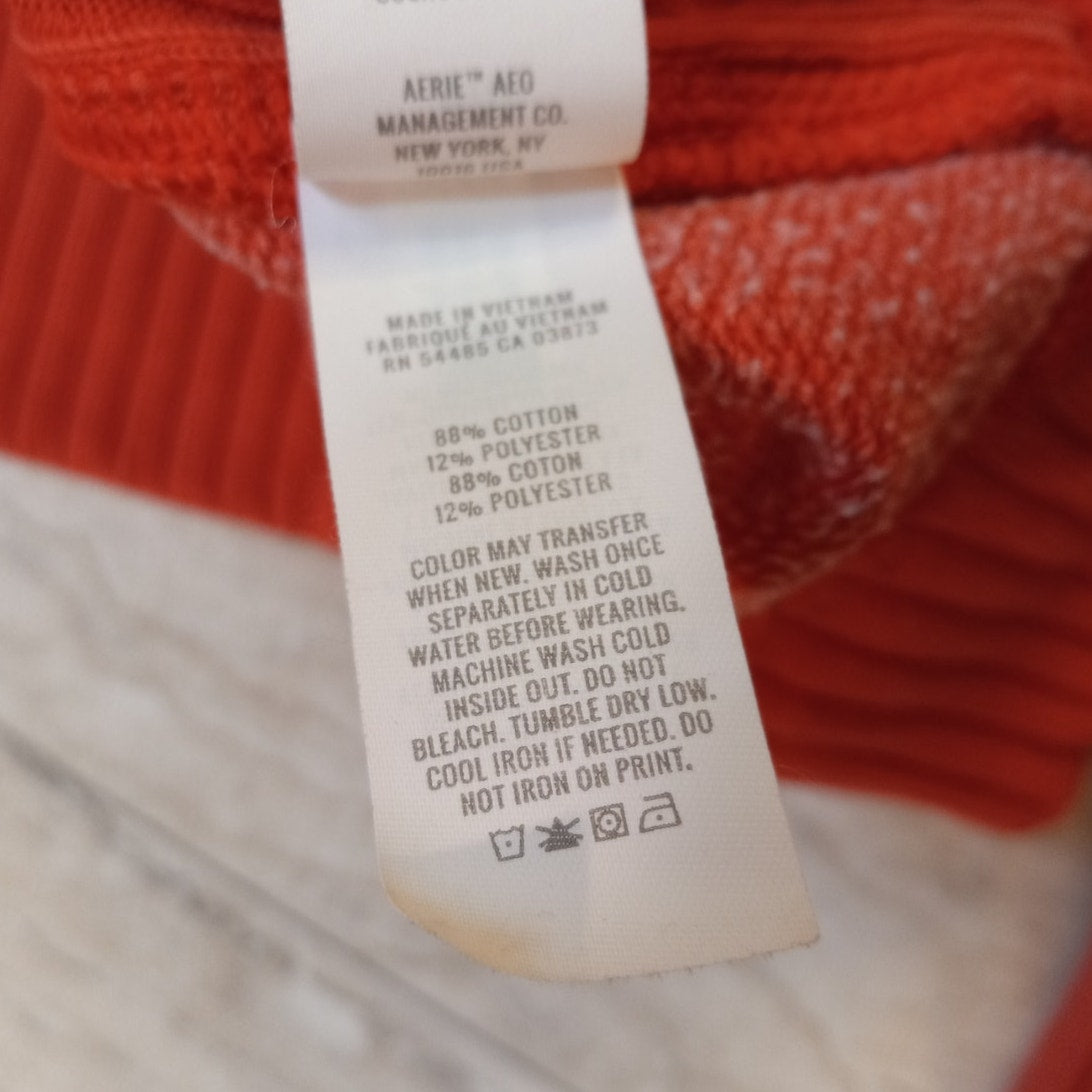 AERIE™ AEO
MANAGEMENT CO.
NEW YORK, NY
10016 USA
MADE IN VIETNAM
FABRIQUÉ AU VIETNAM
RN 54485 CA 03873
88% COTTON
12% POLYESTER
88% COTON
12% POLYESTER
COLOR MAY TRANSFER
WHEN NEW. WASH ONCE
SEPARATELY IN COLD
WATER BEFORE WEARING.
MACHINE WASH COLD
INSIDE OUT. DO NOT
BLEACH. TUMBLE DRY LOW.
COOL IRON IF NEEDED. DO
NOT IRON ON PRINT.